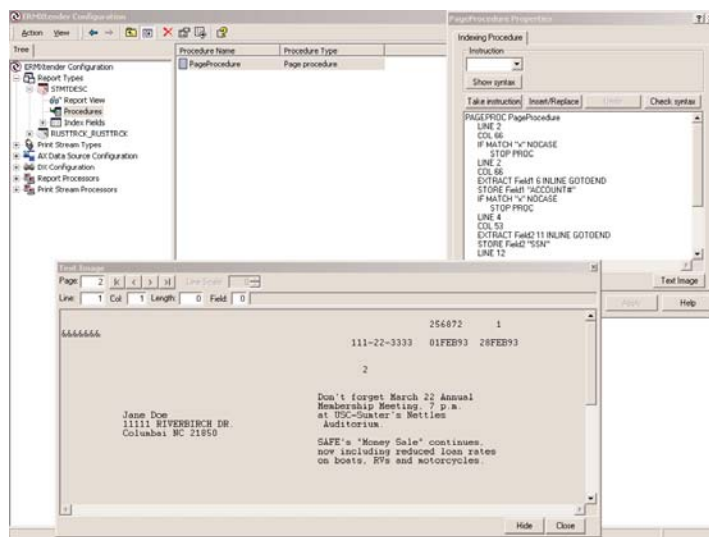 ERMXtender Configuration
Action View
Tree
ERMXtender Configuration
Report Types
STMTDESC
Report View
Procedures
Index Fields
RUSTTRCK_RUSTTRCK
Print Stream Types
AX Data Source Configuration
DX Configuration
Report Processors
Print Stream Processors
Procedure Name Procedure Type
PageProcedure Page procedure
PageProcedure Properties
Indexing Procedure
Instruction
Show syntax
Take instruction Insert/Replace Undo Check syntax
PAGEPROC PageProcedure
LINE 2
COL 66
IF MATCH "x" NOCASE
STOP PROC
LINE 2
COL 66
EXTRACT Field1 6 INLINE GOTOEND
STORE Field1 "ACCOUNT#"
IF MATCH "x" NOCASE
STOP PROC
LINE 4
COL 53
EXTRACT Field2 11 INLINE GOTOEND
STORE Field2 "SSN"
LINE 12
Text Image
Apply Help
Text Image
Page: 2 Line Scale: 0
Line: 1 Col: 1 Length: 0 Field: 0
256872 1
&&&&&&&
111-22-3333 01FEB93 28FEB93
2
Don't forget March 22 Annual
Membership Meeting, 7 p.m.
at USC-Sumter's Nettles
Auditorium.
Jane Doe
11111 RIVERBIRCH DR.
Columbai NC 21850
SAFE's "Money Sale" continues,
now including reduced loan rates
on boats, RVs and motorcycles.
Hide Close